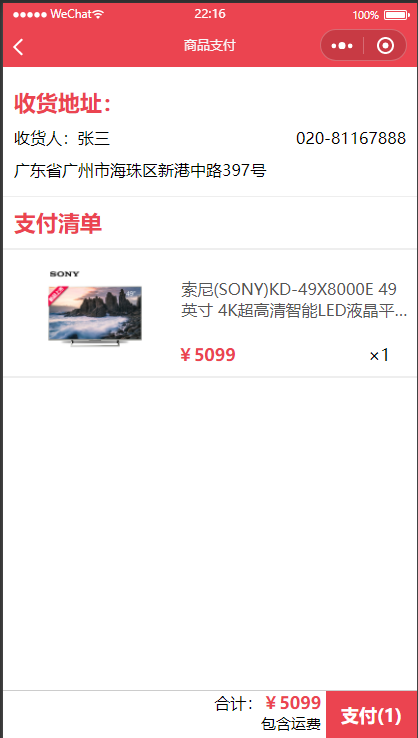 WeChat
22:16
100%
商品支付
收货地址：
收货人：张三
020-81167888
广东省广州市海珠区新港中路397号
支付清单
SONY
索尼(SONY)KD-49X8000E 49
英寸 4K超高清智能LED液晶平...
￥5099
×1
合计：￥5099
包含运费
支付(1)